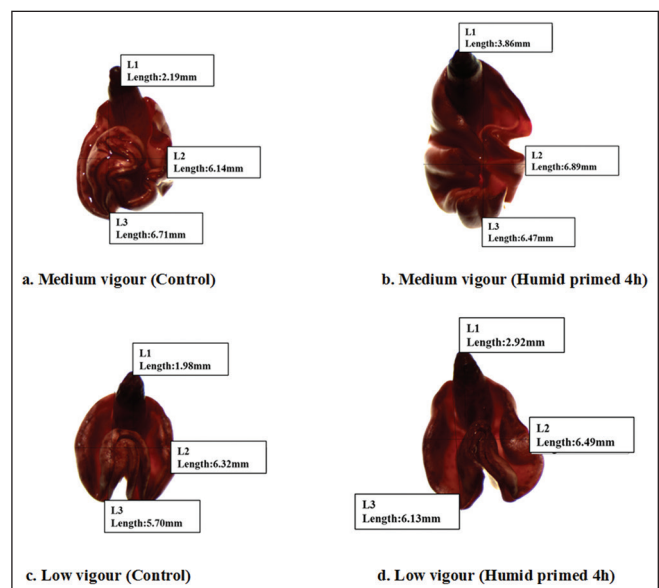 L1
Length:2.19mm
L2
Length:6.14mm
L3
Length:6.71mm
a. Medium vigour (Control)
L1
Length:3.86mm
L2
Length:6.89mm
L3
Length:6.47mm
b. Medium vigour (Humid primed 4h)
L1
Length:1.98mm
L2
Length:6.32mm
L3
Length:5.70mm
c. Low vigour (Control)
L1
Length:2.92mm
L2
Length:6.49mm
L3
Length:6.13mm
d. Low vigour (Humid primed 4h)